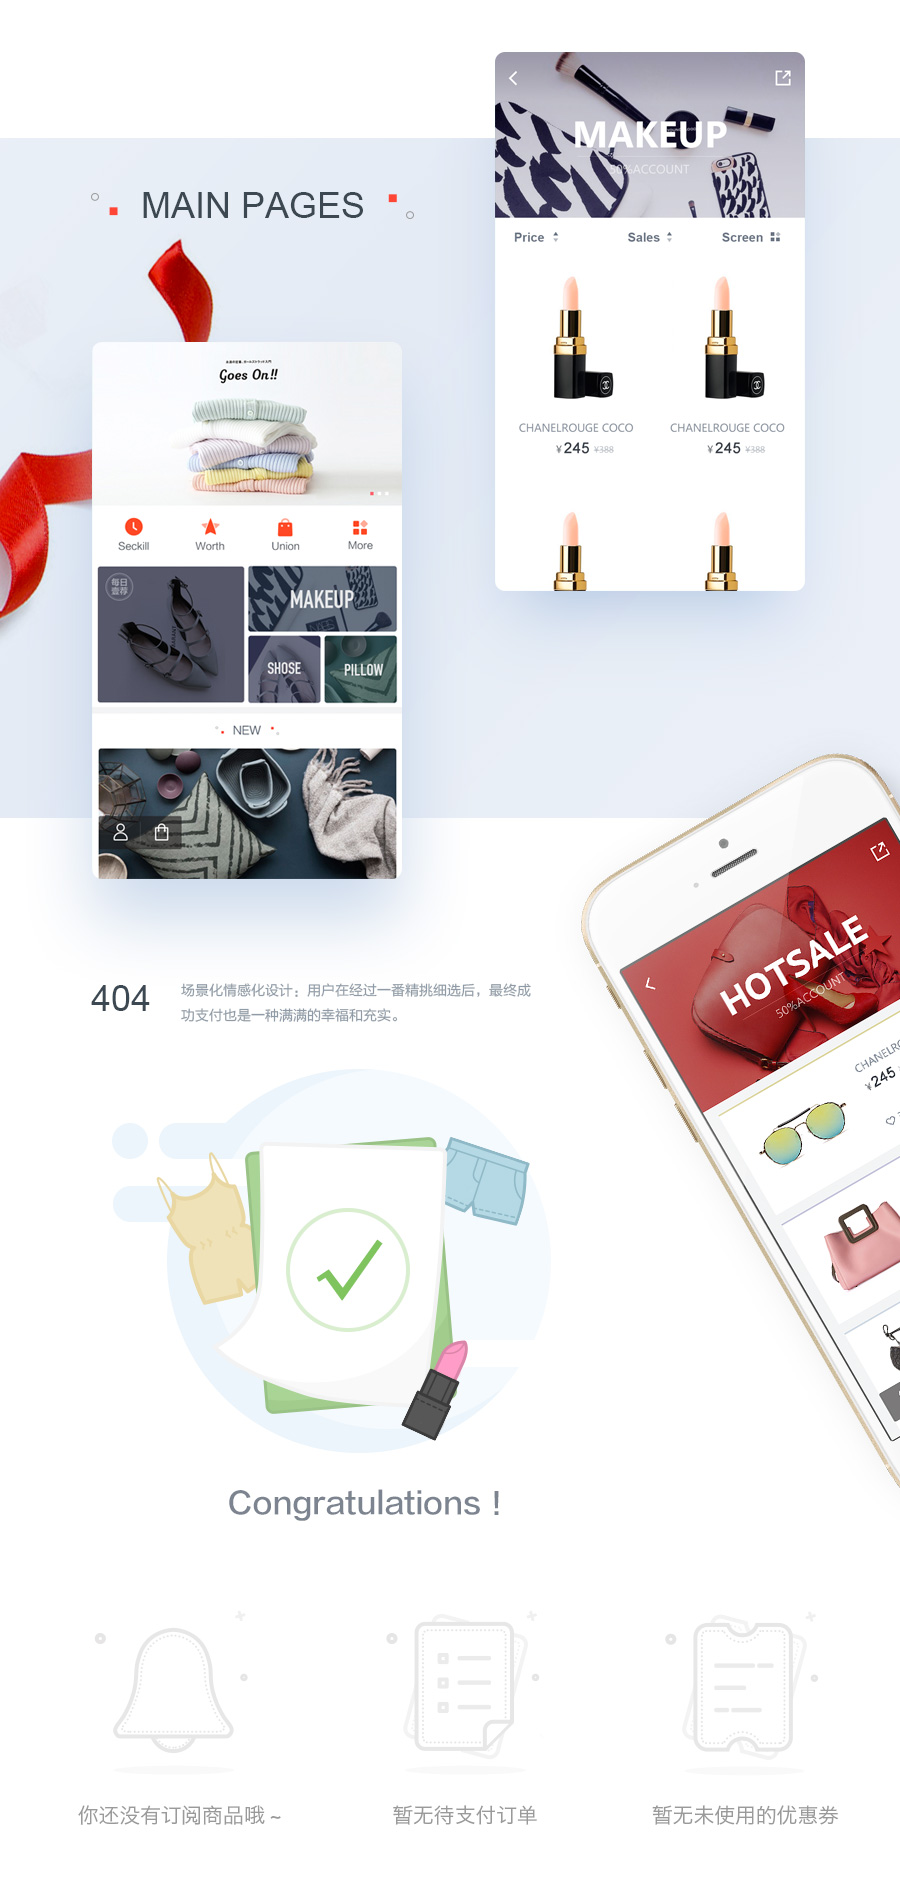 MAKEUP
50%ACCOUNT
MAIN PAGES
Price
Sales
Screen
CHANELROUGE COCO
¥245 ¥388
CHANELROUGE COCO
¥245 ¥388
Goes On!!
Seckill
Worth
Union
More
每日
壹荐
MAKEUP
SHOSE
PILLOW
NEW
HOTSALE
50%ACCOUNT
¥245
404
场景化情感化设计；用户在经过一番精挑细选后，最终成
功支付也是一种满满的幸福和充实。
Congratulations !
你还没有订阅商品哦 ~
暂无待支付订单
暂无未使用的优惠券